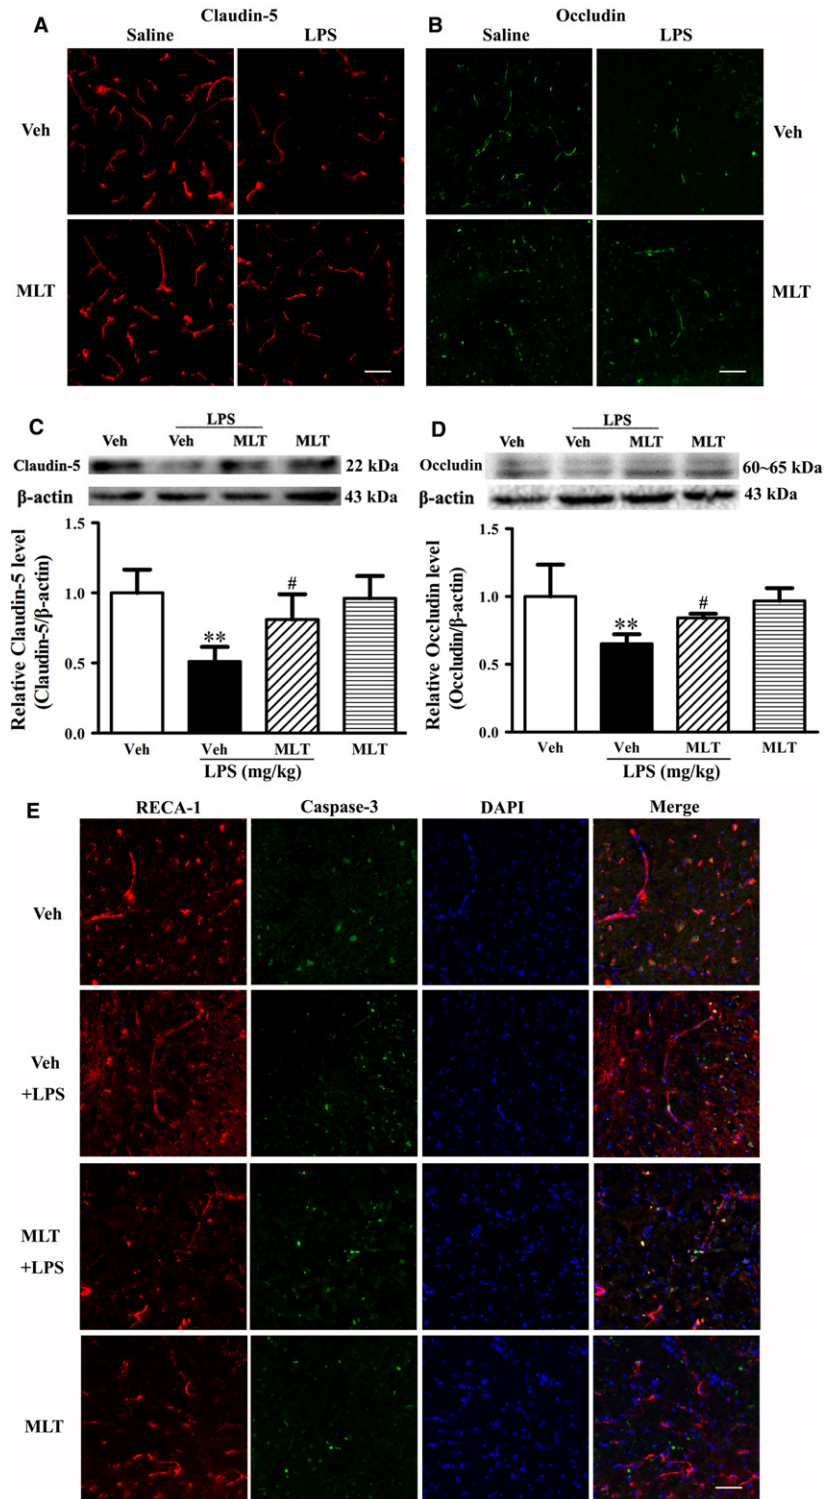 A Claudin-5
Saline LPS
Veh
MLT
B Occludin
Saline LPS
Veh
MLT
C LPS
Veh Veh MLT MLT
Claudin-5 22 kDa
β-actin 43 kDa
Relative Claudin-5 level
(Claudin-5/β-actin)
1.5
1.0
0.5
0.0
**
#
Veh Veh MLT MLT
LPS (mg/kg)
D LPS
Veh Veh MLT MLT
Occludin 60~65 kDa
β-actin 43 kDa
Relative Occludin level
(Occludin/β-actin)
1.5
1.0
0.5
0.0
**
#
Veh Veh MLT MLT
LPS (mg/kg)
E RECA-1 Caspase-3 DAPI Merge
Veh
Veh
+LPS
MLT
+LPS
MLT